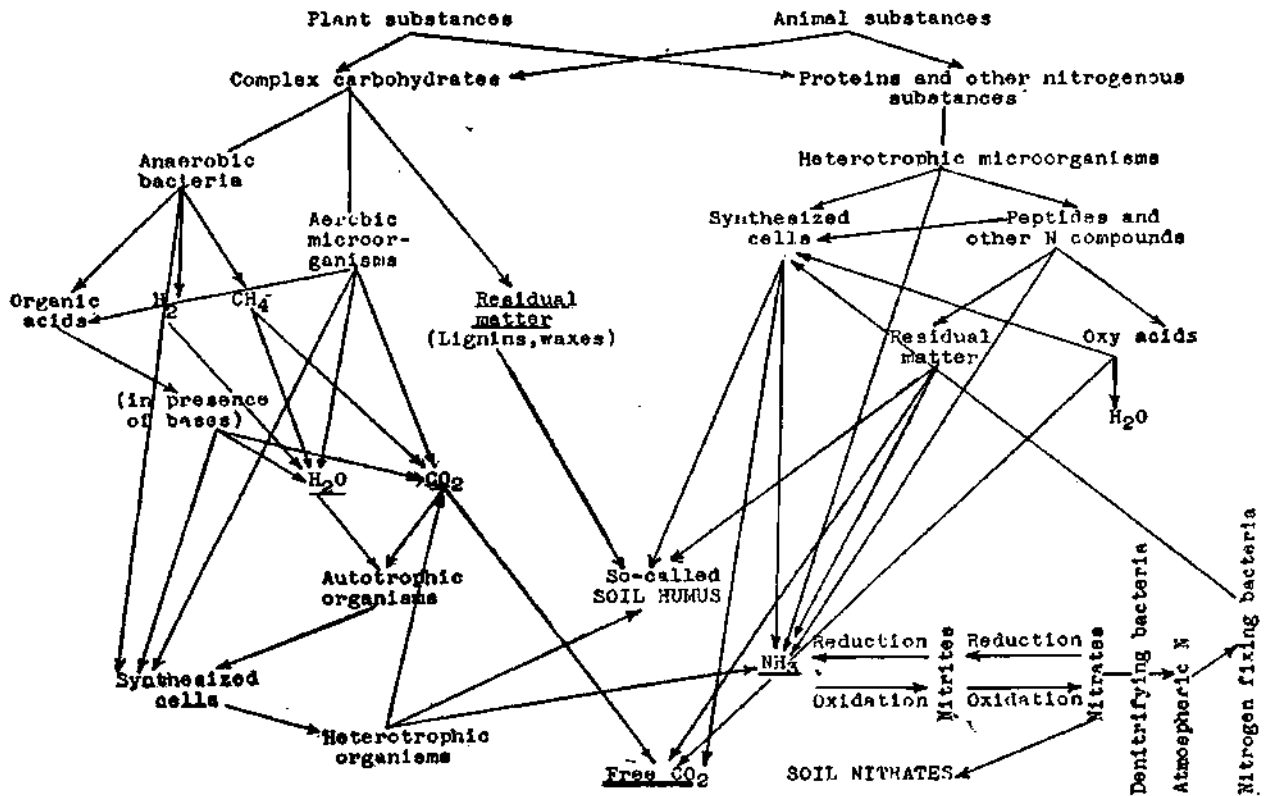 Plant substances
Animal substances
Complex carbohydrates
Proteins and other nitrogenous
substances
Anaerobic
bacteria
Heterotrophic microorganisms
Aerobic
microor-
ganisms
Synthesized
cells
Peptides and
other N compounds
Organic
acids
H2
CH4
Residual
matter
(Lignins, waxes)
Residual
matter
Oxy acids
(in presence
of bases)
H2O
H2O
CO2
Autotrophic
organisms
So-called
SOIL HUMUS
NH3
Reduction
Oxidation
Nitrites
Reduction
Oxidation
Nitrates
Denitrifying bacteria
Atmospheric N
Nitrogen fixing bacteria
Synthesized
cells
Heterotrophic
organisms
Free CO2
SOIL NITRATES